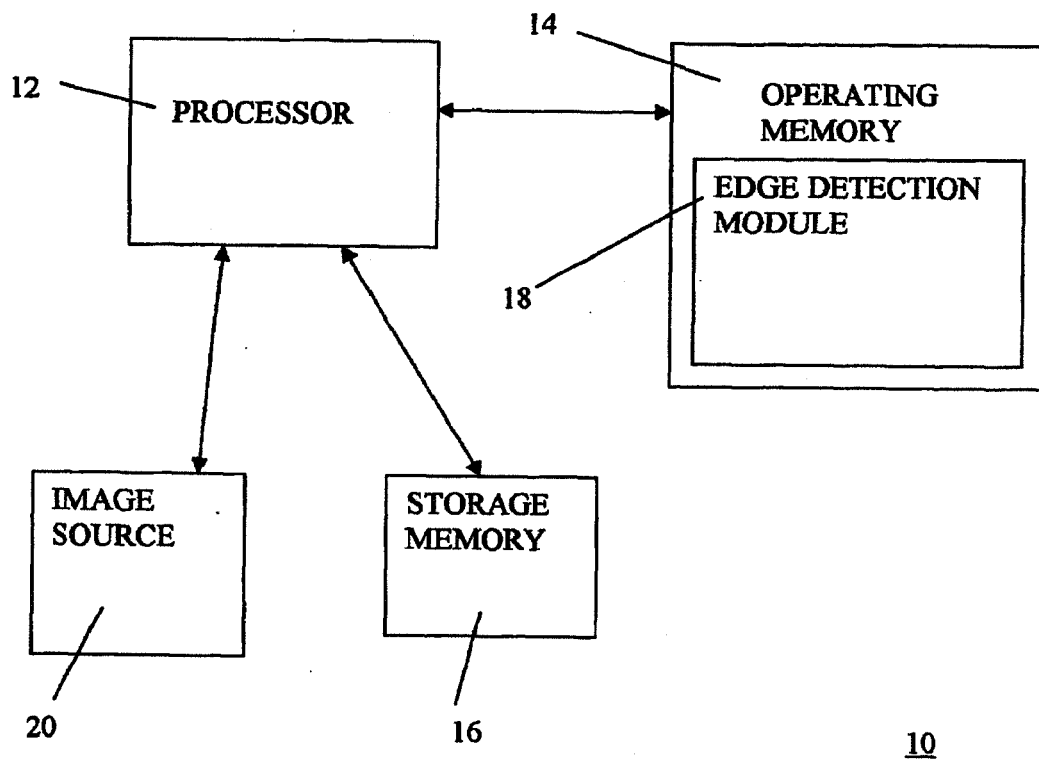 14
12
PROCESSOR
OPERATING
MEMORY
EDGE DETECTION
MODULE
18
IMAGE
SOURCE
STORAGE
MEMORY
20
16
10